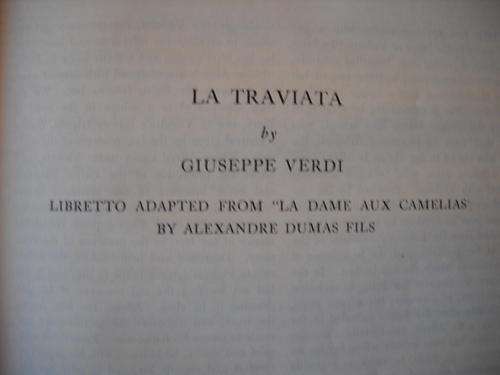 LA TRAVIATA
by
GIUSEPPE VERDI
LIBRETTO ADAPTED FROM "LA DAME AUX CAMELIAS
BY ALEXANDRE DUMAS FILS